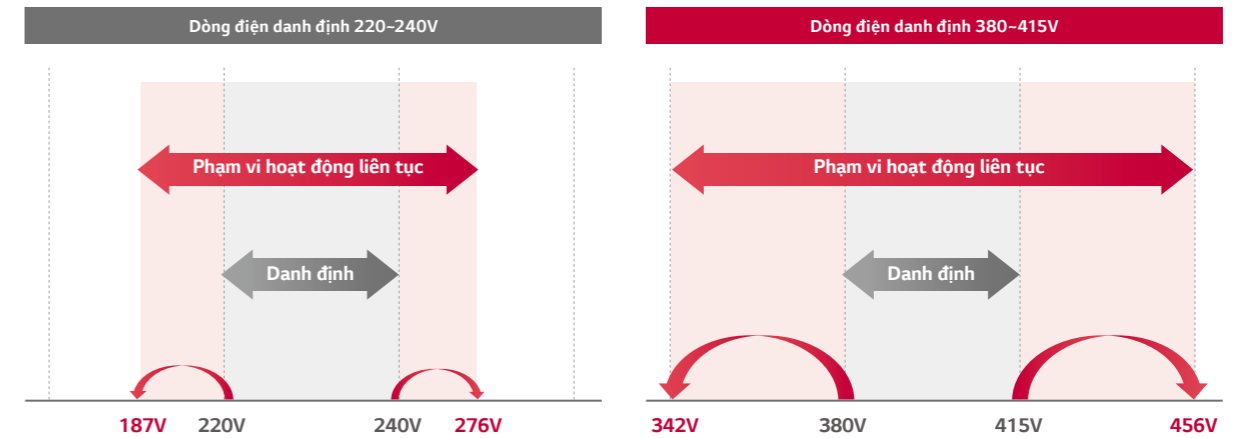 Dòng điện danh định 220~240V
Phạm vi hoạt động liên tục
Danh định
187V 220V 240V 276V
Dòng điện danh định 380~415V
Phạm vi hoạt động liên tục
Danh định
342V 380V 415V 456V